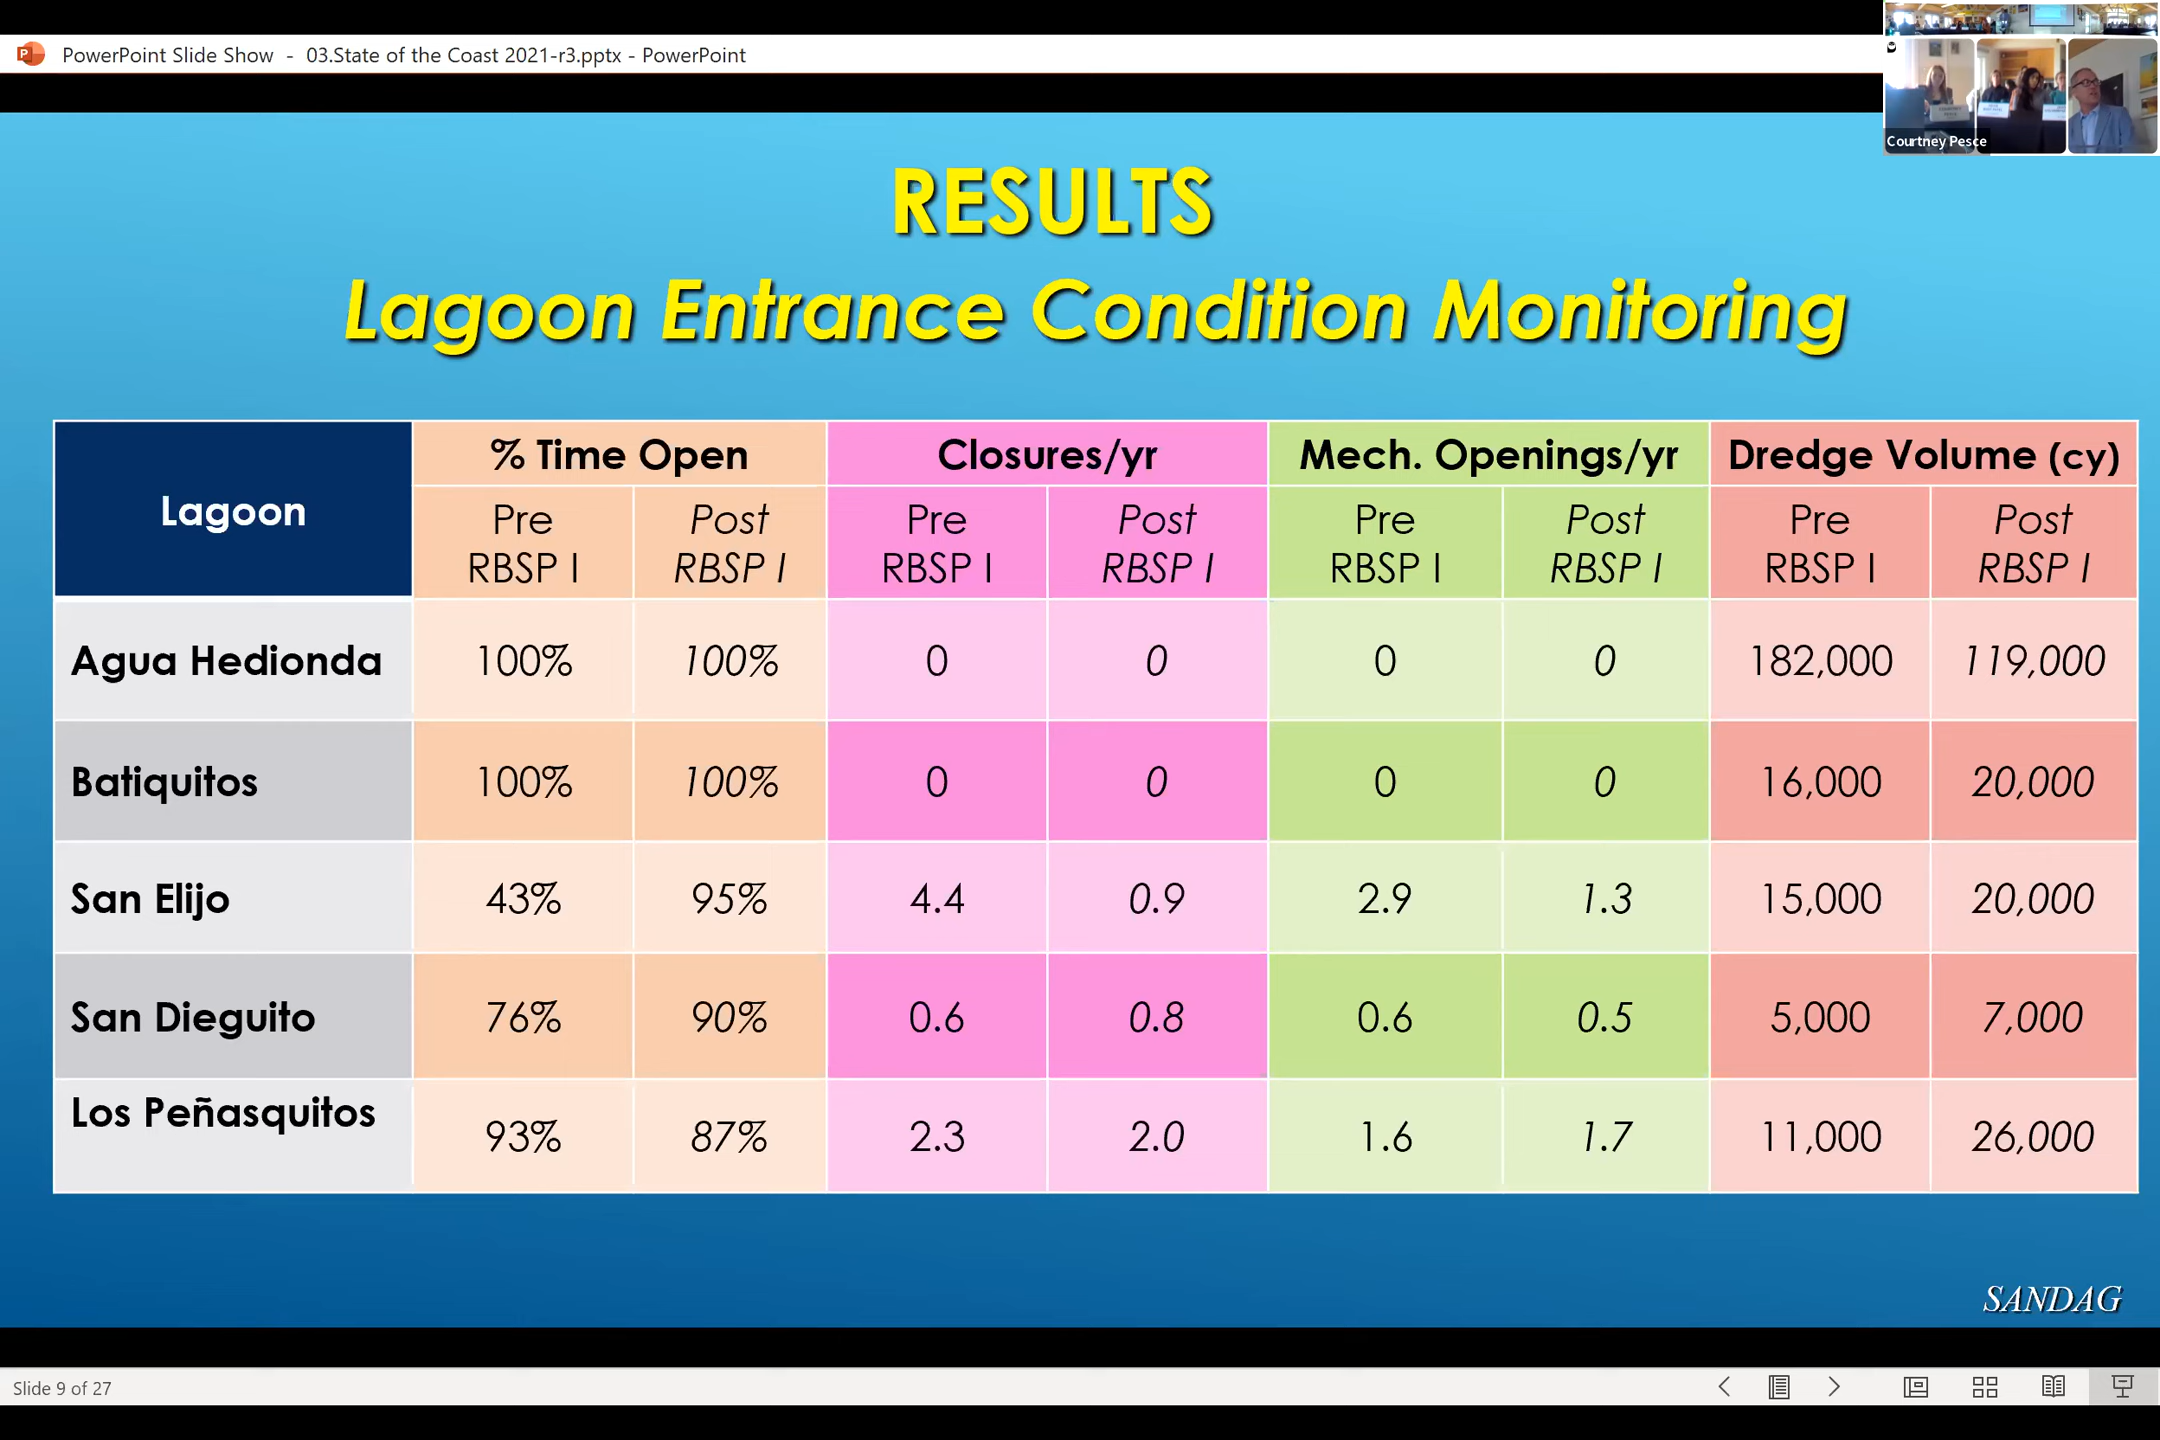 PowerPoint Slide Show - 03.State of the Coast 2021-r3.pptx - PowerPoint
Courtney Pesce
RESULTS
Lagoon Entrance Condition Monitoring
Lagoon
% Time Open
Closures/yr
Mech. Openings/yr
Dredge Volume (cy)
Pre RBSP I
Post RBSP I
Pre RBSP I
Post RBSP I
Pre RBSP I
Post RBSP I
Pre RBSP I
Post RBSP I
Agua Hedionda 100% 100% 0 0 0 0 182,000 119,000
Batiquitos 100% 100% 0 0 0 0 16,000 20,000
San Elijo 43% 95% 4.4 0.9 2.9 1.3 15,000 20,000
San Dieguito 76% 90% 0.6 0.8 0.6 0.5 5,000 7,000
Los Peñasquitos 93% 87% 2.3 2.0 1.6 1.7 11,000 26,000
SANDAG
Slide 9 of 27